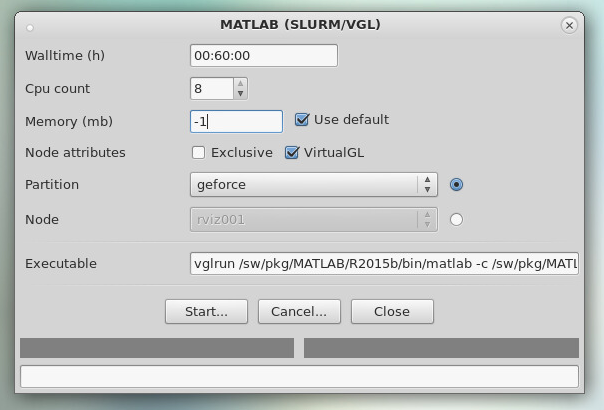 MATLAB (SLURM/VGL)
Walltime (h) 00:60:00
Cpu count 8
Memory (mb) -1 Use default
Node attributes Exclusive VirtualGL
Partition geforce
Node rviz001
Executable vglrun /sw/pkg/MATLAB/R2015b/bin/matlab -c /sw/pkg/MATL
Start... Cancel... Close